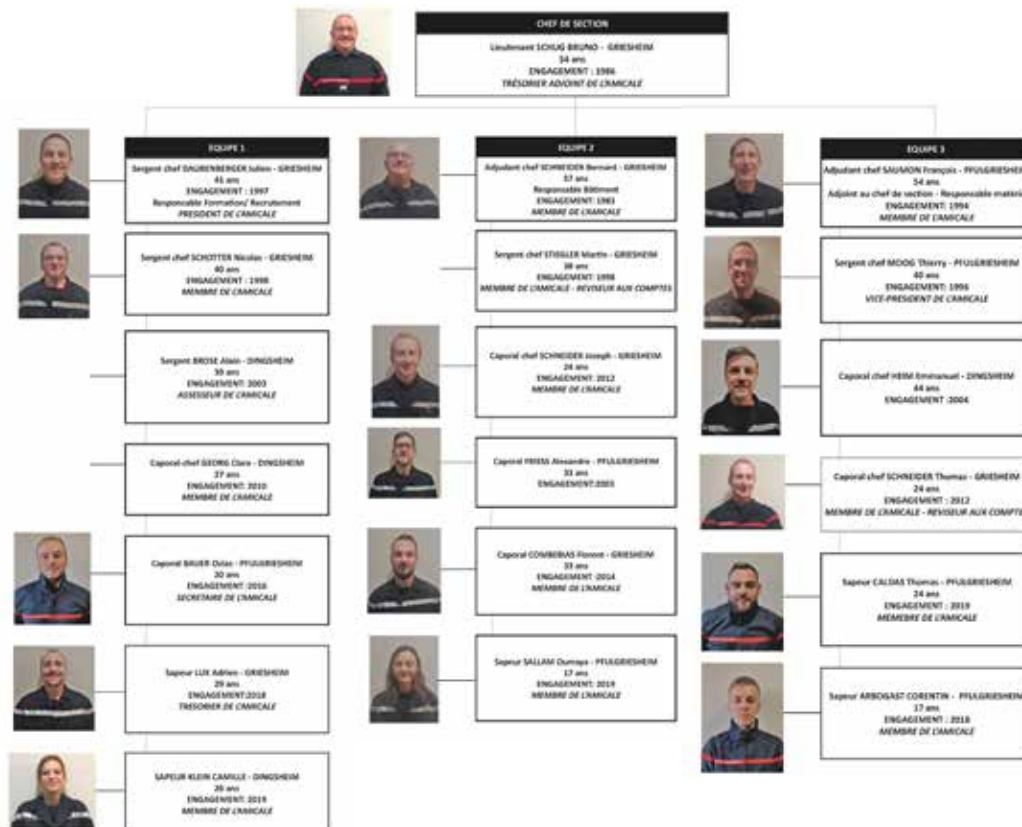 CHEF DE SECTION
Lieutenant SCHUG BRUNO - GRIESHEIM
54 ans
ENGAGEMENT : 1986
TRÉSORIER ADJOINT DE L'AMICALE
EQUIPE 1
Sergent chef DAURENBERGER Julien - GRIESHEIM
41 ans
ENGAGEMENT : 1997
Responsable Formation/ Recrutement
PRESIDENT DE L'AMICALE
Sergent chef SCHOTTER Nicolas - GRIESHEIM
40 ans
ENGAGEMENT : 1998
MEMBRE DE L'AMICALE
Sergent BROSE Alain - DINGSHEIM
39 ans
ENGAGEMENT: 2003
ASSESSEUR DE L'AMICALE
Caporal-chef GEORG Claire - DINGSHEIM
27 ans
ENGAGEMENT: 2010
MEMBRE DE L'AMICALE
Caporal BAUER - PFULGRIESHEIM
20 ans
ENGAGEMENT :2016
SECRETAIRE DE L'AMICALE
Sapeur LUX Adrien - GRIESHEIM
29 ans
ENGAGEMENT:2018
TRESORIER DE L'AMICALE
SAPEUR KLEIN CAMILLE - DINGSHEIM
26 ans
ENGAGEMENT: 2019
MEMBRE DE L'AMICALE
EQUIPE 2
Adjudant chef SCHNEIDER Bernard - GRIESHEIM
57 ans
Responsable Bâtiment
ENGAGEMENT: 1983
MEMBRE DE L'AMICALE
Sergent chef STIEGLER Martin - GRIESHEIM
38 ans
ENGAGEMENT: 1998
MEMBRE DE L'AMICALE - REVISEUR AUX COMPTES
Caporal chef SCHNEIDER Joseph - GRIESHEIM
24 ans
ENGAGEMENT: 2012
MEMBRE DE L'AMICALE
Caporal FRIESS Alexandre - PFULGRIESHEIM
33 ans
ENGAGEMENT:2003
Caporal COMBEBIAS Florent - GRIESHEIM
33 ans
ENGAGEMENT :2014
MEMBRE DE L'AMICALE
Sapeur SALLAM Oumaya - PFULGRIESHEIM
17 ans
ENGAGEMENT: 2019
MEMBRE DE L'AMICALE
EQUIPE 3
Adjudant chef SAUMON François - PFULGRIESHEIM
54 ans
Adjoint au chef de section - Responsable matériel
ENGAGEMENT: 1994
MEMBRE DE L'AMICALE
Sergent chef MOOG Thierry - PFULGRIESHEIM
40 ans
ENGAGEMENT: 1996
VICE-PRESIDENT DE L'AMICALE
Caporal chef HEIM Emmanuel - DINGSHEIM
44 ans
ENGAGEMENT :2004
Caporal chef SCHNEIDER Thomas - GRIESHEIM
24 ans
ENGAGEMENT : 2012
MEMBRE DE L'AMICALE - REVISEUR AUX COMPTES
Sapeur CALDAS Thomas - PFULGRIESHEIM
24 ans
ENGAGEMENT : 2019
MEMEBRE DE L'AMICALE
Sapeur ARBOGAST CORENTIN - PFULGRIESHEIM
17 ans
ENGAGEMENT : 2018
MEMBRE DE L'AMICALE